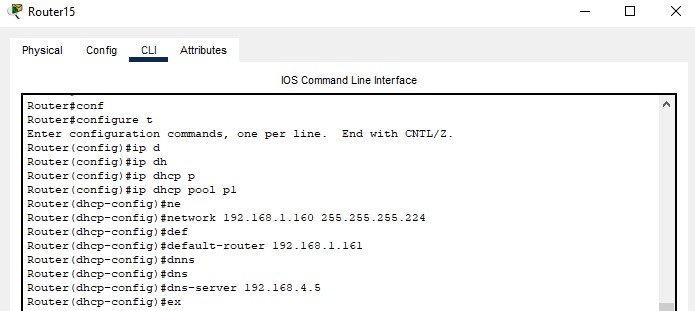 Router15
Physical Config CLI Attributes
IOS Command Line Interface
Router#conf
Router#configure t
Enter configuration commands, one per line.  End with CNTL/Z.
Router(config)#ip d
Router(config)#ip dh
Router(config)#ip dhcp p
Router(config)#ip dhcp pool p1
Router(dhcp-config)#ne
Router(dhcp-config)#network 192.168.1.160 255.255.255.224
Router(dhcp-config)#def
Router(dhcp-config)#default-router 192.168.1.161
Router(dhcp-config)#dnns
Router(dhcp-config)#dns
Router(dhcp-config)#dns-server 192.168.4.5
Router(dhcp-config)#ex